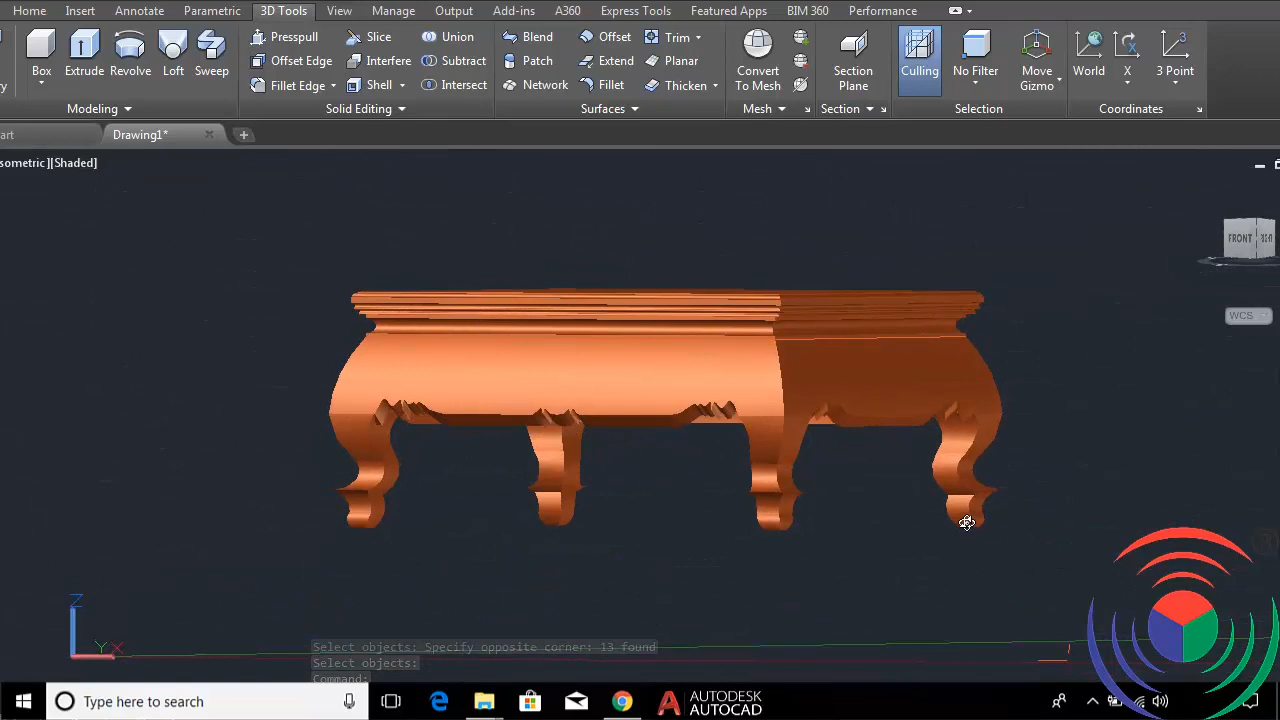 Home Insert Annotate Parametric 3D Tools View Manage Output Add-ins A360 Express Tools Featured Apps BIM 360 Performance
Presspull Slice Union Blend Offset Trim
Offset Edge Interfere Subtract Patch Extend Planar
Fillet Edge Shell Intersect Network Fillet Thicken
Box Extrude Revolve Loft Sweep Convert To Mesh Section Plane Culling No Filter Move Gizmo World X 3 Point
Modeling Solid Editing Surfaces Mesh Section Selection Coordinates
art Drawing1*
sometric][Shaded]
FRONT
WCS
Z
Y X
Select objects: Specify opposite corner: 13 found
Select objects:
Command:
Type here to search
AUTODESK
AUTOCAD